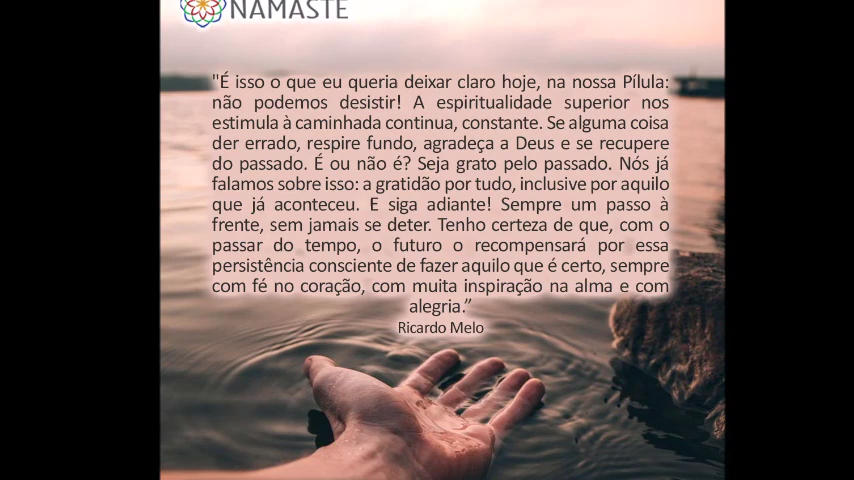 NAMASTE
"É isso o que eu queria deixar claro hoje, na nossa Pílula:
não podemos desistir! A espiritualidade superior nos
estimula à caminhada continua, constante. Se alguma coisa
der errado, respire fundo, agradeça a Deus e se recupere
do passado. É ou não é? Seja grato pelo passado. Nós já
falamos sobre isso: a gratidão por tudo, inclusive por aquilo
que já aconteceu. E siga adiante! Sempre um passo à
frente, sem jamais se deter. Tenho certeza de que, com o
passar do tempo, o futuro o recompensará por essa
persistência consciente de fazer aquilo que é certo, sempre
com fé no coração, com muita inspiração na alma e com
alegria.”
Ricardo Melo